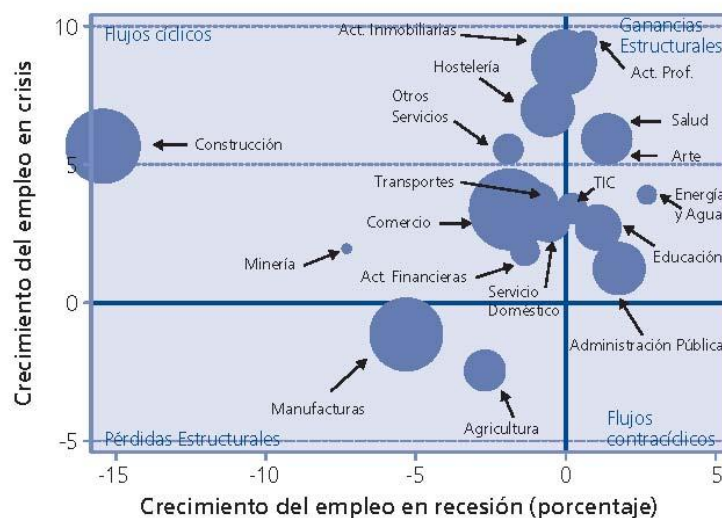 Crecimiento del empleo en crisis
10
5
0
-5
Flujos cíclicos
Act. Inmobiliarias
Ganancias
Estructurales
Act. Prof.
Hostelería
Otros
Servicios
Construcción
Salud
Arte
Transportes
TIC
Energía
y Agua
Comercio
Minería
Act. Financieras
Educación
Servicio
Doméstico
Administración Pública
Manufacturas
Agricultura
Pérdidas Estructurales
Flujos
contracíclicos
-15
-10
-5
0
5
Crecimiento del empleo en recesión (porcentaje)